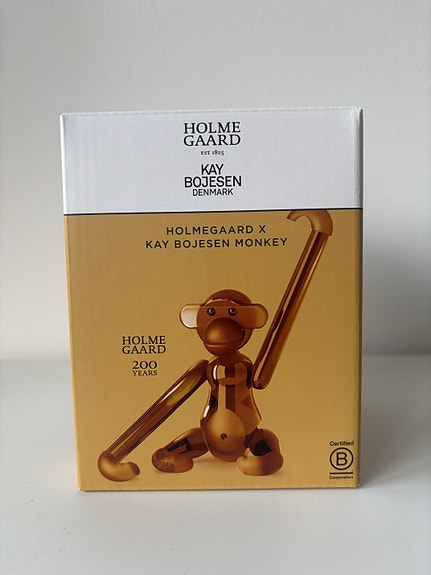 HOLME
GAARD
EST. 1825
KAY
BOJESEN
DENMARK
HOLMEGAARD X
KAY BOJESEN MONKEY
HOLME
GAARD
200
YEARS
Certified
B
Corporation